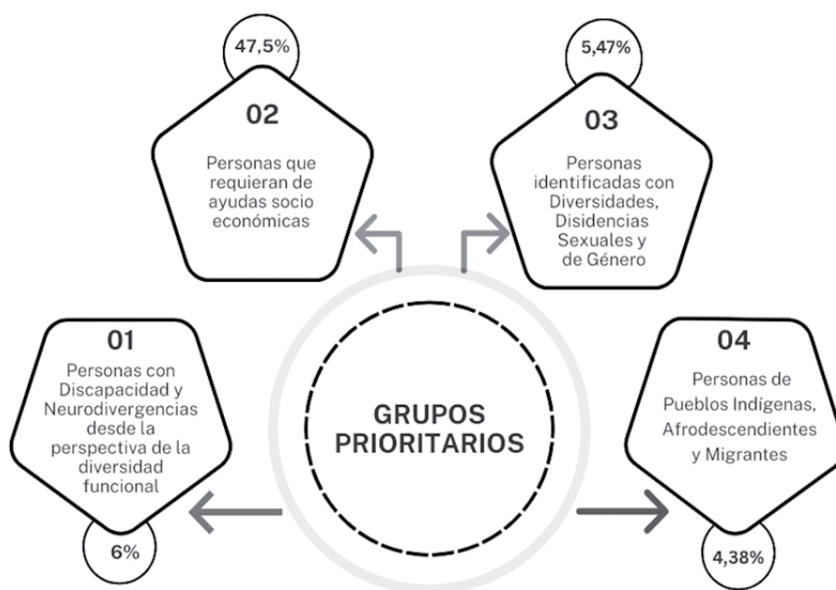 47,5%
02
Personas que
requieran de
ayudas socio
económicas
5,47%
03
Personas
identificadas con
Diversidades,
Disidencias
Sexuales y
de Género
01
Personas con
Discapacidad y
Neurodivergencias
desde la
perspectiva de la
diversidad
funcional
6%
GRUPOS
PRIORITARIOS
04
Personas de
Pueblos Indígenas,
Afrodescendientes
y Migrantes
4,38%